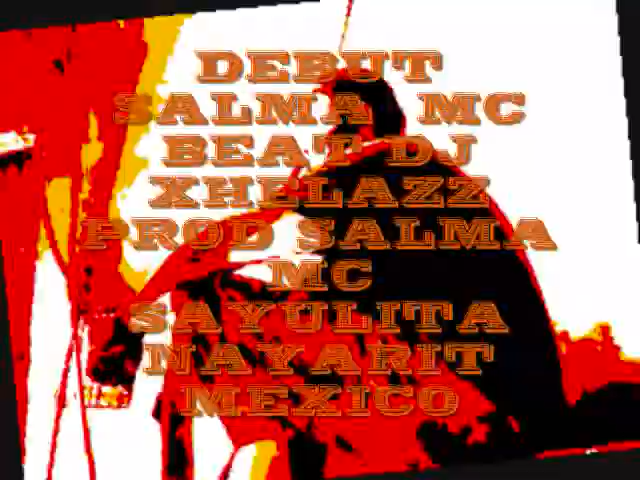 DEBUT
SALMA MC
BEAT DJ
XHELAZZ
PROD SALMA
MC
SAYULITA
NAYARIT
MEXICO